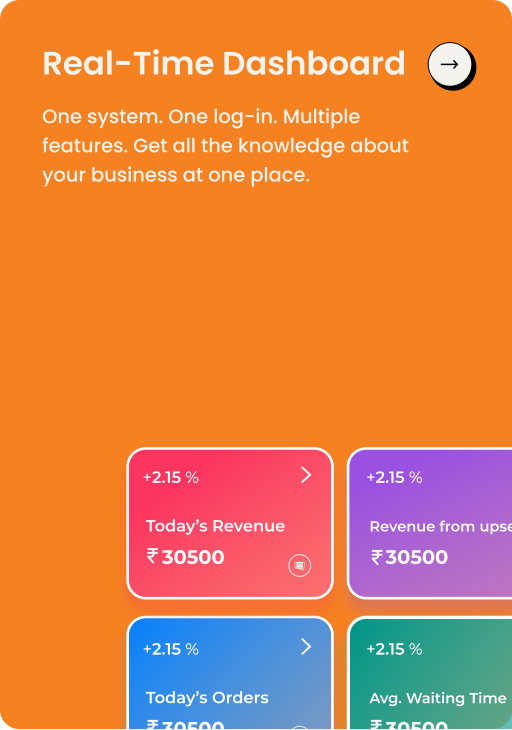 Real-Time Dashboard
One system. One log-in. Multiple
features. Get all the knowledge about
your business at one place.
+2.15 %
+2.15 %
Today’s Revenue
Revenue from upse
₹ 30500
₹ 30500
+2.15 %
+2.15 %
Today’s Orders
Avg. Waiting Time
₹ 30500
₹ 30500